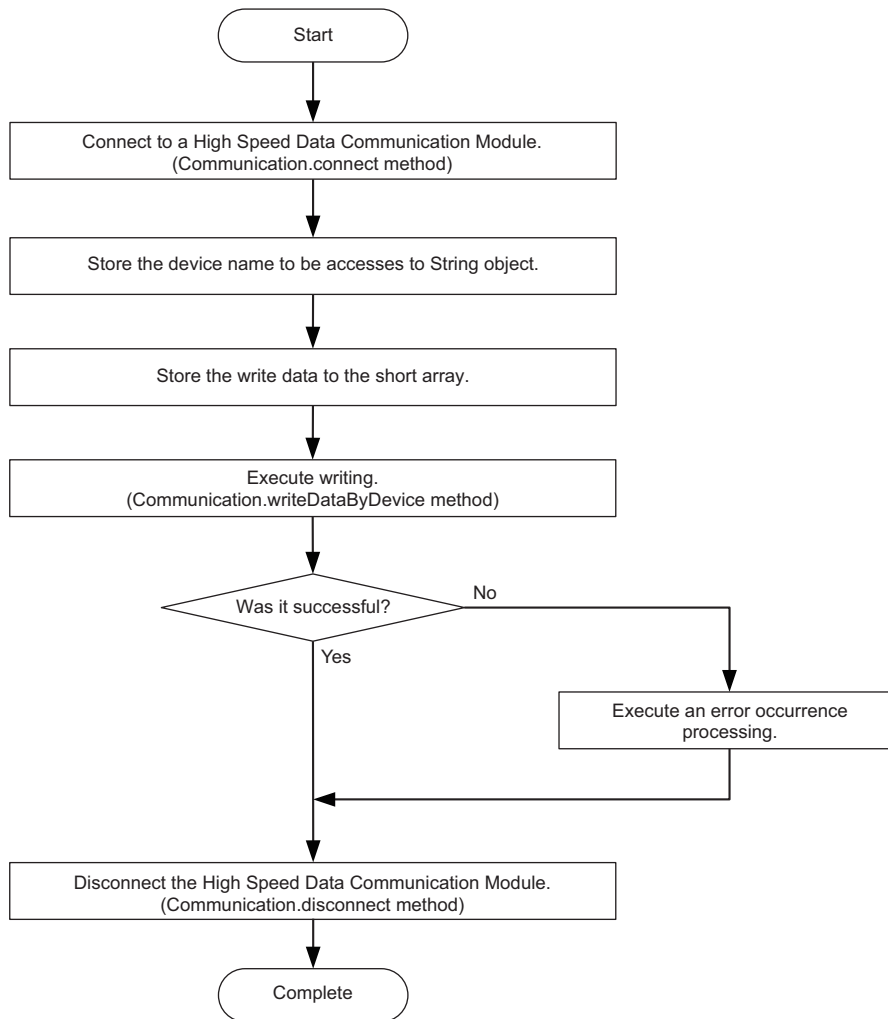 Start
Connect to a High Speed Data Communication Module.
(Communication.connect method)
Store the device name to be accesses to String object.
Store the write data to the short array.
Execute writing.
(Communication.writeDataByDevice method)
Was it successful?
No
Yes
Execute an error occurrence
processing.
Disconnect the High Speed Data Communication Module.
(Communication.disconnect method)
Complete